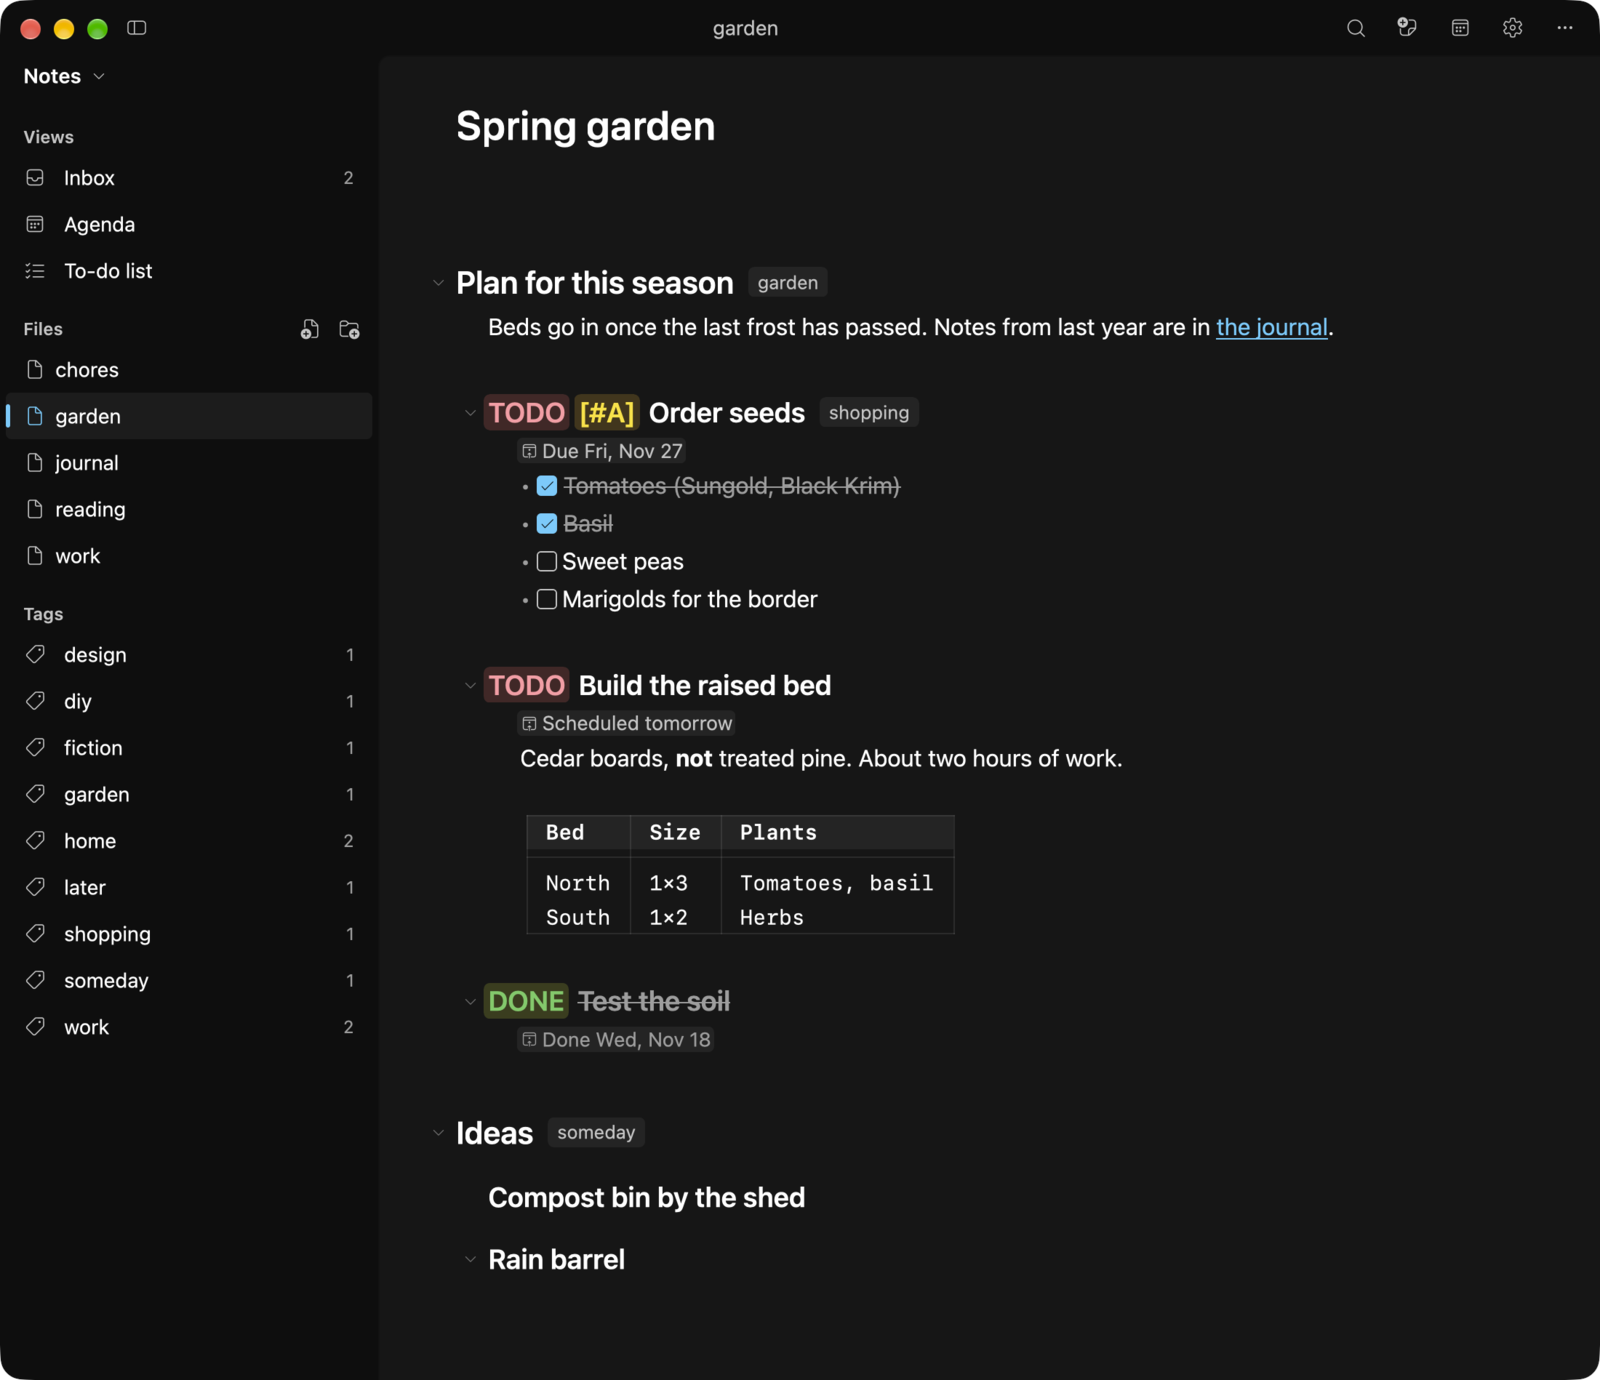 garden
Notes
Views
Inbox 2
Agenda
To-do list
Files
chores
garden
journal
reading
work
Tags
design 1
diy 1
fiction 1
garden 1
home 2
later 1
shopping 1
someday 1
work 2
Spring garden
Plan for this season garden
Beds go in once the last frost has passed. Notes from last year are in the journal.
TODO [#A] Order seeds shopping
Due Fri, Nov 27
Tomatoes (Sungold, Black Krim)
Basil
Sweet peas
Marigolds for the border
TODO Build the raised bed
Scheduled tomorrow
Cedar boards, not treated pine. About two hours of work.
Bed Size Plants
North 1×3 Tomatoes, basil
South 1×2 Herbs
DONE Test the soil
Done Wed, Nov 18
Ideas someday
Compost bin by the shed
Rain barrel